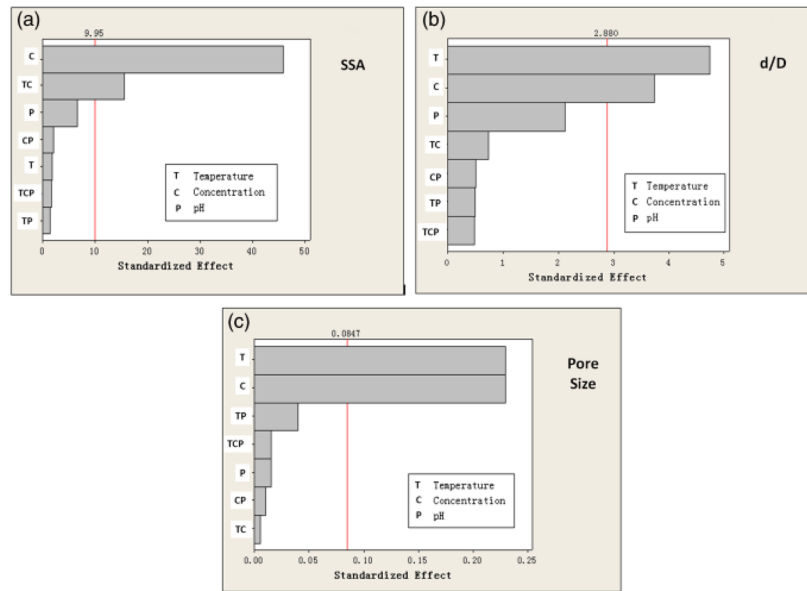 (a)
9.95
SSA
C
TC
P
CP
T
TCP
TP
T Temperature
C Concentration
P pH
0 10 20 30 40 50
Standardized Effect
(b)
2.880
d/D
T
C
P
TC
CP
TP
TCP
T Temperature
C Concentration
P pH
0 1 2 3 4 5
Standardized Effect
(c)
0.0847
Pore
Size
T
C
TP
TCP
P
CP
TC
T Temperature
C Concentration
P pH
0.00 0.05 0.10 0.15 0.20 0.25
Standardized Effect